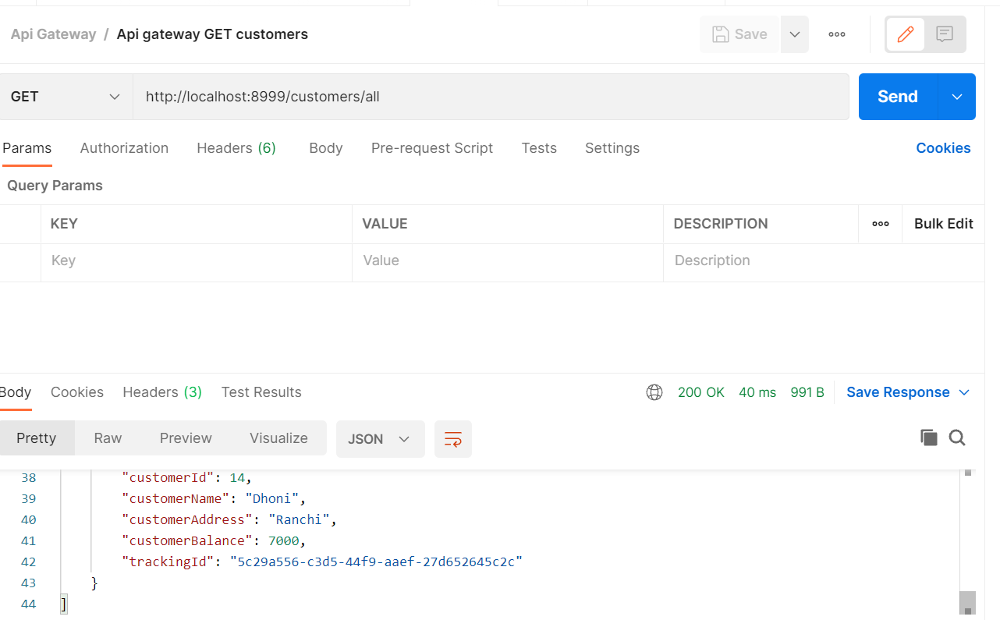 Api Gateway / Api gateway GET customers Save
GET http://localhost:8999/customers/all Send
Params Authorization Headers (6) Body Pre-request Script Tests Settings Cookies
Query Params
KEY VALUE DESCRIPTION Bulk Edit
Key Value Description
Body Cookies Headers (3) Test Results 200 OK 40 ms 991 B Save Response
Pretty Raw Preview Visualize JSON
38 "customerId": 14,
39 "customerName": "Dhoni",
40 "customerAddress": "Ranchi",
41 "customerBalance": 7000,
42 "trackingId": "5c29a556-c3d5-44f9-aaef-27d652645c2c"
43 }
44 ]